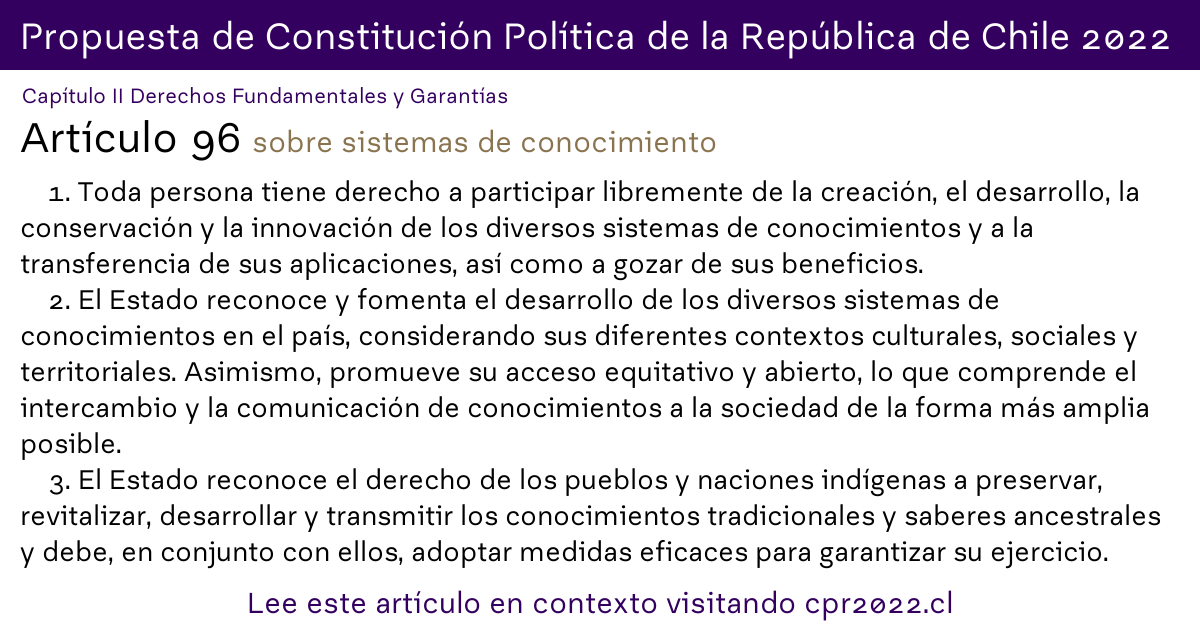 Propuesta de Constitución Política de la República de Chile 2022
Capítulo II Derechos Fundamentales y Garantías
Artículo 96 sobre sistemas de conocimiento
1. Toda persona tiene derecho a participar libremente de la creación, el desarrollo, la
conservación y la innovación de los diversos sistemas de conocimientos y a la
transferencia de sus aplicaciones, así como a gozar de sus beneficios.
2. El Estado reconoce y fomenta el desarrollo de los diversos sistemas de
conocimientos en el país, considerando sus diferentes contextos culturales, sociales y
territoriales. Asimismo, promueve su acceso equitativo y abierto, lo que comprende el
intercambio y la comunicación de conocimientos a la sociedad de la forma más amplia
posible.
3. El Estado reconoce el derecho de los pueblos y naciones indígenas a preservar,
revitalizar, desarrollar y transmitir los conocimientos tradicionales y saberes ancestrales
y debe, en conjunto con ellos, adoptar medidas eficaces para garantizar su ejercicio.
Lee este artículo en contexto visitando cpr2022.cl